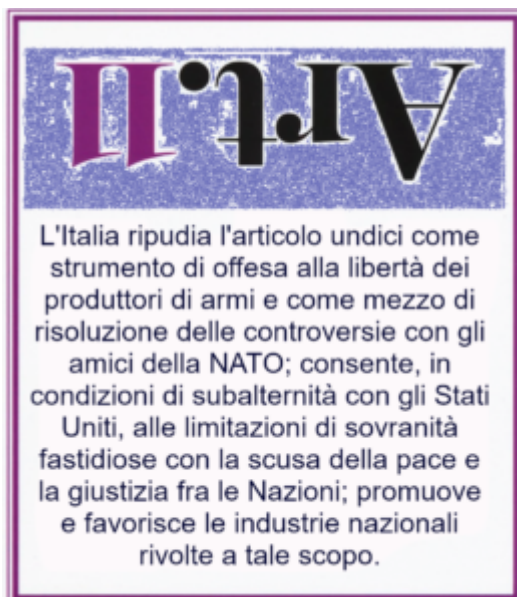 Art.11
L'Italia ripudia l'articolo undici come
strumento di offesa alla libertà dei
produttori di armi e come mezzo di
risoluzione delle controversie con gli
amici della NATO; consente, in
condizioni di subalternità con gli Stati
Uniti, alle limitazioni di sovranità
fastidiose con la scusa della pace e
la giustizia fra le Nazioni; promuove
e favorisce le industrie nazionali
rivolte a tale scopo.